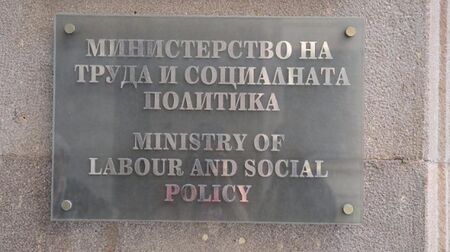 МИНИСТЕРСТВО НА
ТРУДА И СОЦИАЛНАТА
ПОЛИТИКА
MINISTRY OF
LABOUR AND SOCIAL
POLICY